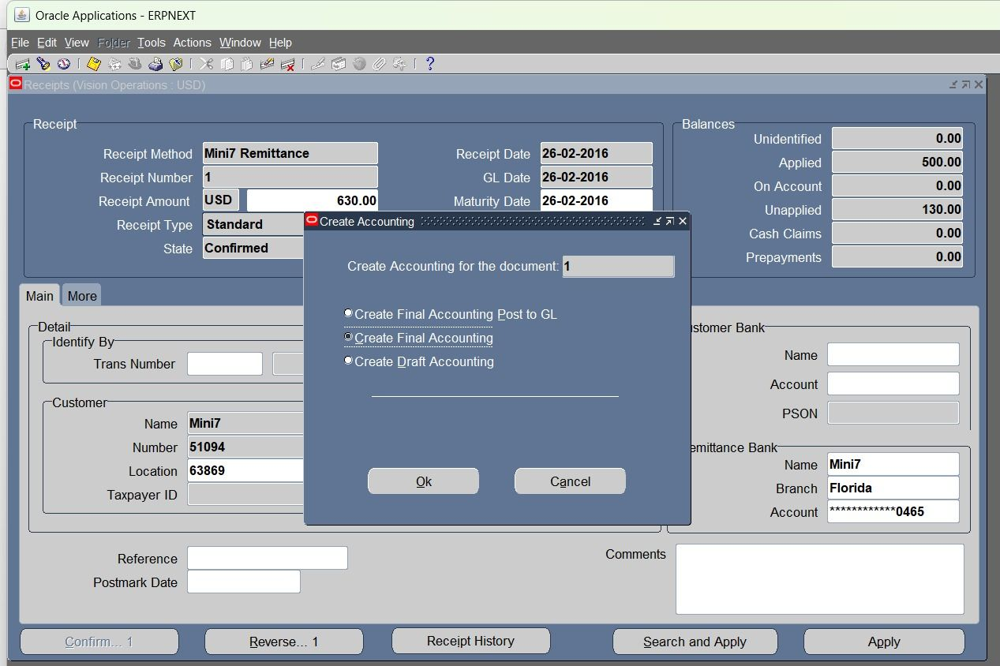 Oracle Applications - ERPNEXT
File Edit View Folder Tools Actions Window Help
Receipts (Vision Operations : USD)
Receipt
Receipt Method Mini7 Remittance
Receipt Number 1
Receipt Amount USD 630.00
Receipt Type Standard
State Confirmed
Receipt Date 26-02-2016
GL Date 26-02-2016
Maturity Date 26-02-2016
Balances
Unidentified 0.00
Applied 500.00
On Account 0.00
Unapplied 130.00
Cash Claims 0.00
Prepayments 0.00
Create Accounting
Create Accounting for the document: 1
Create Final Accounting Post to GL
Create Final Accounting
Create Draft Accounting
Ok Cancel
Main More
Detail
Identify By
Trans Number
Customer
Name Mini7
Number 51094
Location 63869
Taxpayer ID
ustomer Bank
Name
Account
PSON
emittance Bank
Name Mini7
Branch Florida
Account ************0465
Reference
Postmark Date
Comments
Confirm... 1 Reverse... 1 Receipt History Search and Apply Apply